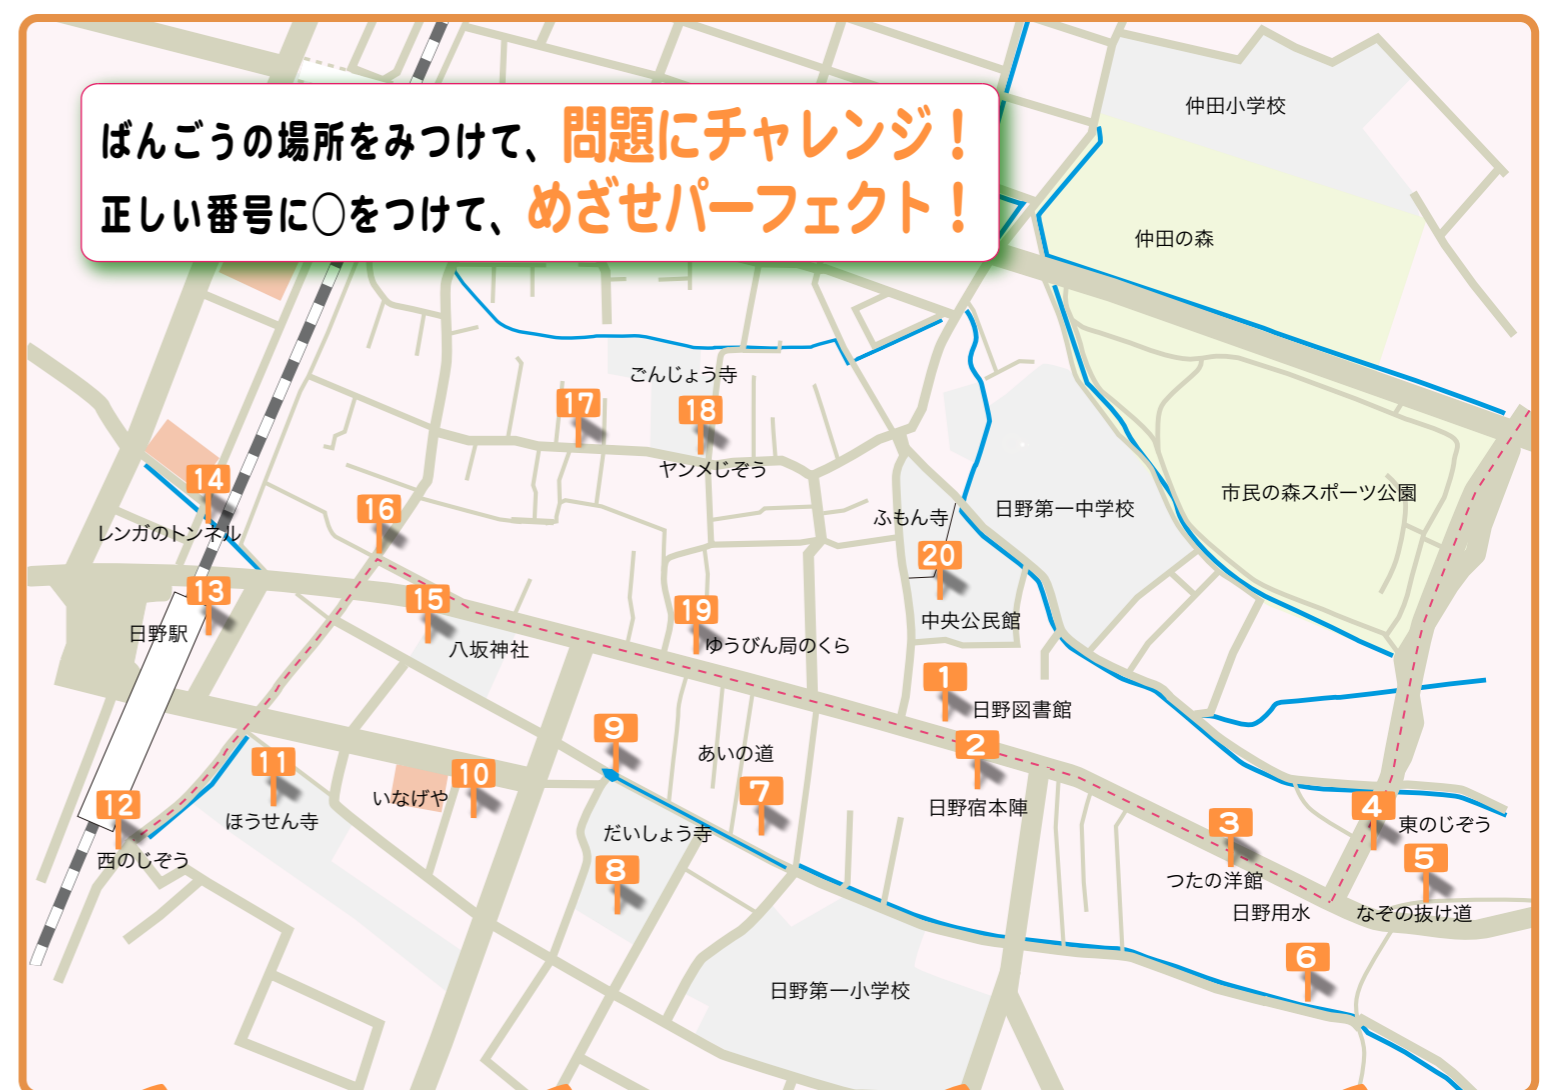 ばんごうの場所をみつけて、問題にチャレンジ！
正しい番号に○をつけて、めざせパーフェクト！
仲田小学校
仲田の森
ごんじょう寺
17
18
ヤンメじぞう
14
レンガのトンネル
16
ふもん寺
日野第一中学校
市民の森スポーツ公園
20
中央公民館
13
日野駅
15
八坂神社
19
ゆうびん局のくら
1
日野図書館
2
日野宿本陣
9
あいの道
7
11
ほうせん寺
10
いなげや
12
西のじぞう
だいしょう寺
8
3
つたの洋館
4
東のじぞう
5
なぞの抜け道
日野用水
6
日野第一小学校